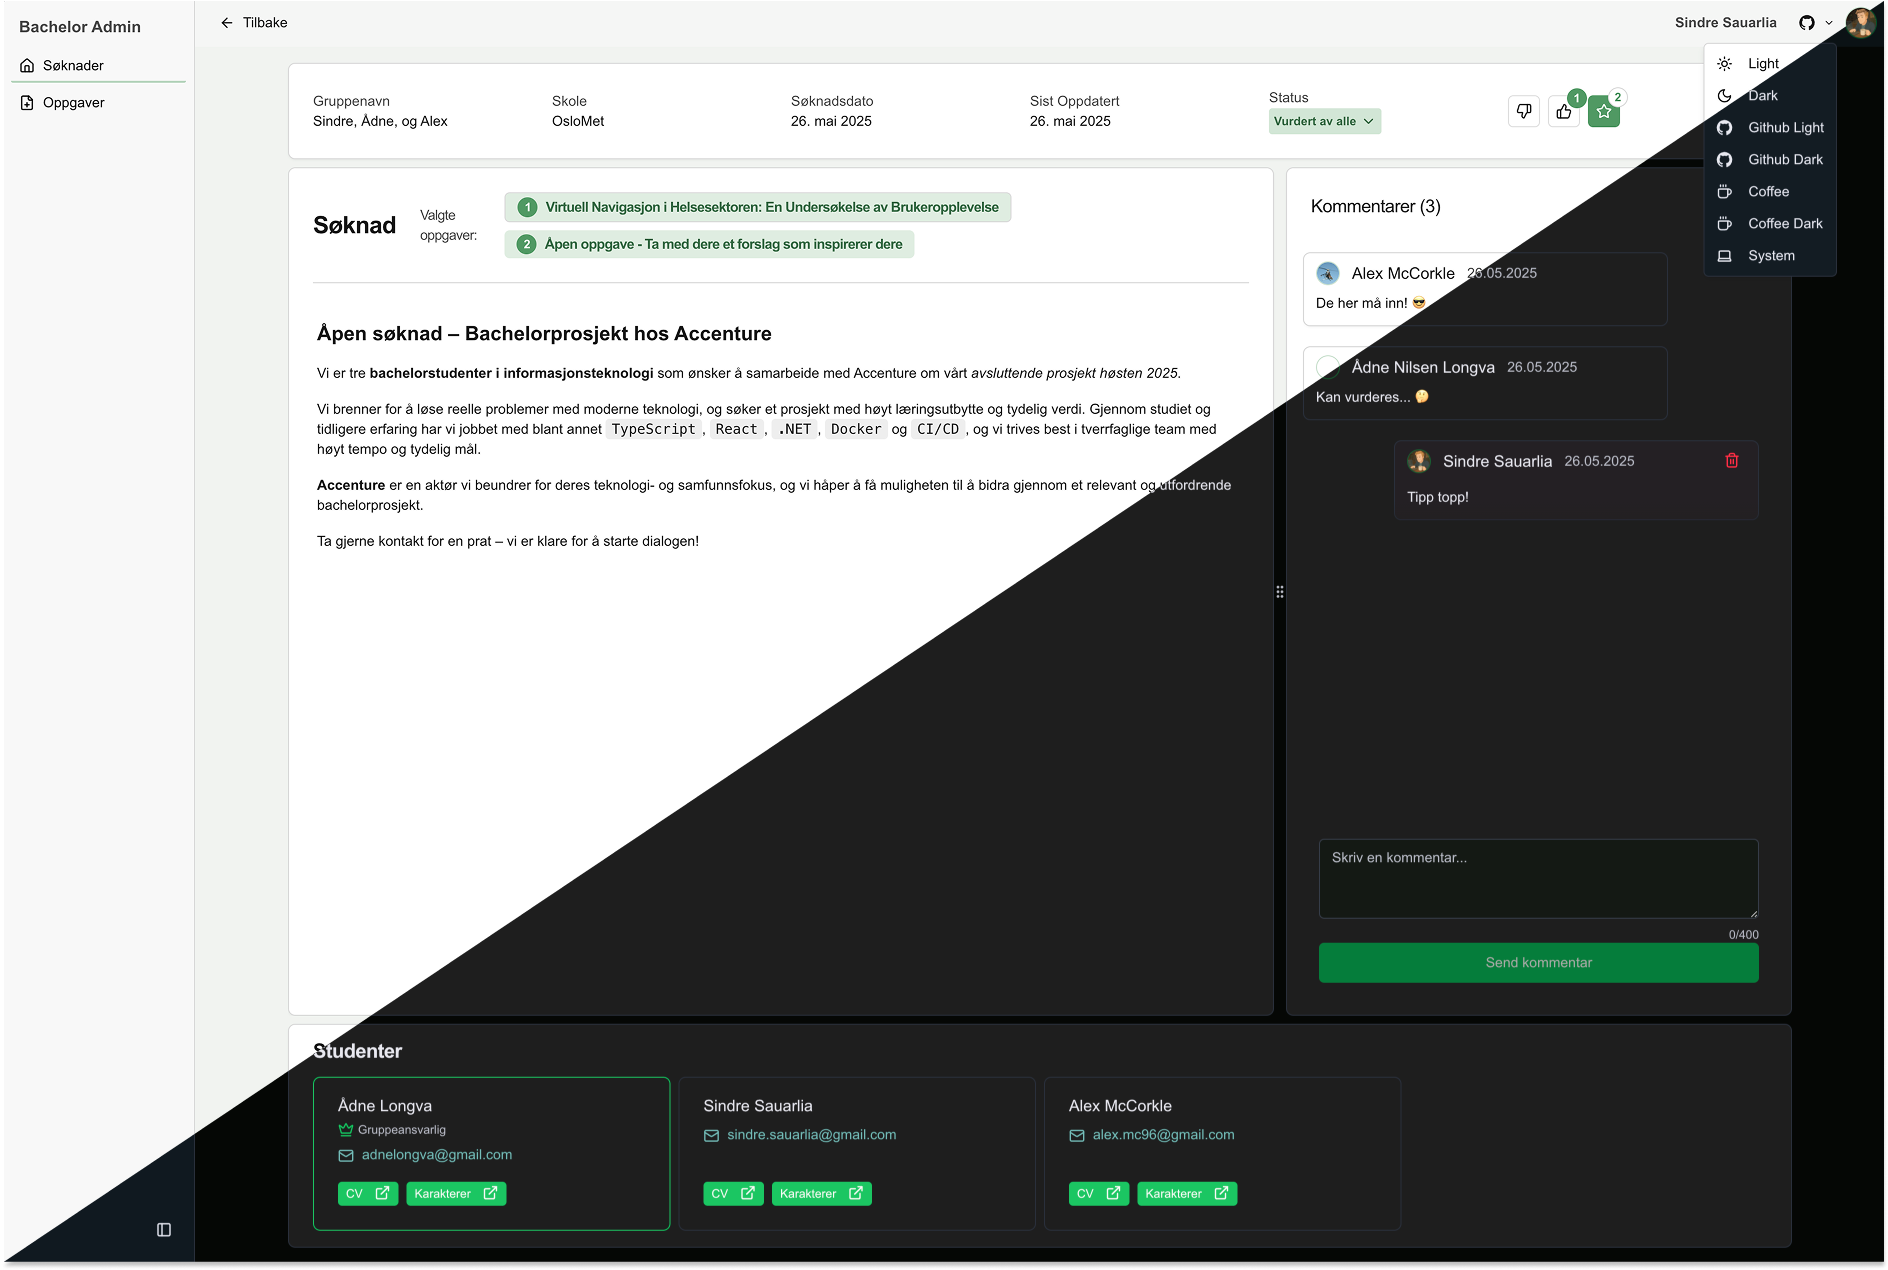 Bachelor Admin
Søknader
Oppgaver
Tilbake
Sindre Sauarlia
Light
Dark
Github Light
Github Dark
Coffee
Coffee Dark
System
Gruppenavn
Sindre, Ådne, og Alex
Skole
OsloMet
Søknadsdato
26. mai 2025
Sist Oppdatert
26. mai 2025
Status
Vurdert av alle
1
2
Søknad
Valgte
oppgaver:
1 Virtuell Navigasjon i Helsesektoren: En Undersøkelse av Brukeropplevelse
2 Åpen oppgave - Ta med dere et forslag som inspirerer dere
Åpen søknad – Bachelorprosjekt hos Accenture
Vi er tre bachelorstudenter i informasjonsteknologi som ønsker å samarbeide med Accenture om vårt avsluttende prosjekt høsten 2025.
Vi brenner for å løse reelle problemer med moderne teknologi, og søker et prosjekt med høyt læringsutbytte og tydelig verdi. Gjennom studiet og
tidligere erfaring har vi jobbet med blant annet TypeScript, React, .NET, Docker og CI/CD, og vi trives best i tverrfaglige team med
høyt tempo og tydelig mål.
Accenture er en aktør vi beundrer for deres teknologi- og samfunnsfokus, og vi håper å få muligheten til å bidra gjennom et relevant og utfordrende
bachelorprosjekt.
Ta gjerne kontakt for en prat – vi er klare for å starte dialogen!
Kommentarer (3)
Alex McCorkle 26.05.2025
De her må inn! 😎
Ådne Nilsen Longva 26.05.2025
Kan vurderes... 🤔
Sindre Sauarlia 26.05.2025
Tipp topp!
Skriv en kommentar...
0/400
Send kommentar
Studenter
Ådne Longva
Gruppeansvarlig
adnelongva@gmail.com
CV Karakterer
Sindre Sauarlia
sindre.sauarlia@gmail.com
CV Karakterer
Alex McCorkle
alex.mc96@gmail.com
CV Karakterer